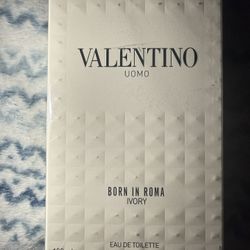 VALENTINO
UOMO
BORN IN ROMA
IVORY
EAU DE TOILETTE